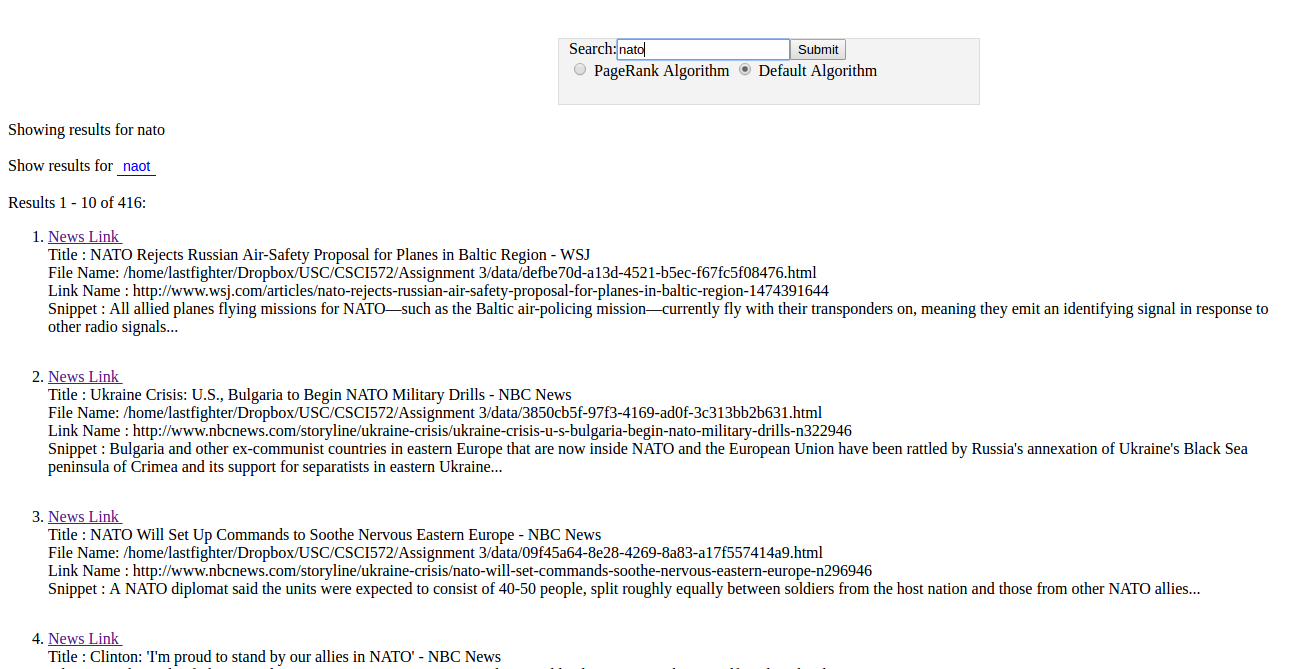 Search: nato Submit
PageRank Algorithm Default Algorithm
Showing results for nato
Show results for naot
Results 1 - 10 of 416:
1. News Link
Title : NATO Rejects Russian Air-Safety Proposal for Planes in Baltic Region - WSJ
File Name: /home/lastfighter/Dropbox/USC/CSCI572/Assignment 3/data/defbe70d-a13d-4521-b5ec-f67fc5f08476.html
Link Name : http://www.wsj.com/articles/nato-rejects-russian-air-safety-proposal-for-planes-in-baltic-region-1474391644
Snippet : All allied planes flying missions for NATO—such as the Baltic air-policing mission—currently fly with their transponders on, meaning they emit an identifying signal in response to
other radio signals...
2. News Link
Title : Ukraine Crisis: U.S., Bulgaria to Begin NATO Military Drills - NBC News
File Name: /home/lastfighter/Dropbox/USC/CSCI572/Assignment 3/data/3850cb5f-97f3-4169-ad0f-3c313bb2b631.html
Link Name : http://www.nbcnews.com/storyline/ukraine-crisis/ukraine-crisis-u-s-bulgaria-begin-nato-military-drills-n322946
Snippet : Bulgaria and other ex-communist countries in eastern Europe that are now inside NATO and the European Union have been rattled by Russia's annexation of Ukraine's Black Sea
peninsula of Crimea and its support for separatists in eastern Ukraine...
3. News Link
Title : NATO Will Set Up Commands to Soothe Nervous Eastern Europe - NBC News
File Name: /home/lastfighter/Dropbox/USC/CSCI572/Assignment 3/data/09f45a64-8e28-4269-8a83-a17f557414a9.html
Link Name : http://www.nbcnews.com/storyline/ukraine-crisis/nato-will-set-commands-soothe-nervous-eastern-europe-n296946
Snippet : A NATO diplomat said the units were expected to consist of 40-50 people, split roughly equally between soldiers from the host nation and those from other NATO allies...
4. News Link
Title : Clinton: 'I'm proud to stand by our allies in NATO' - NBC News